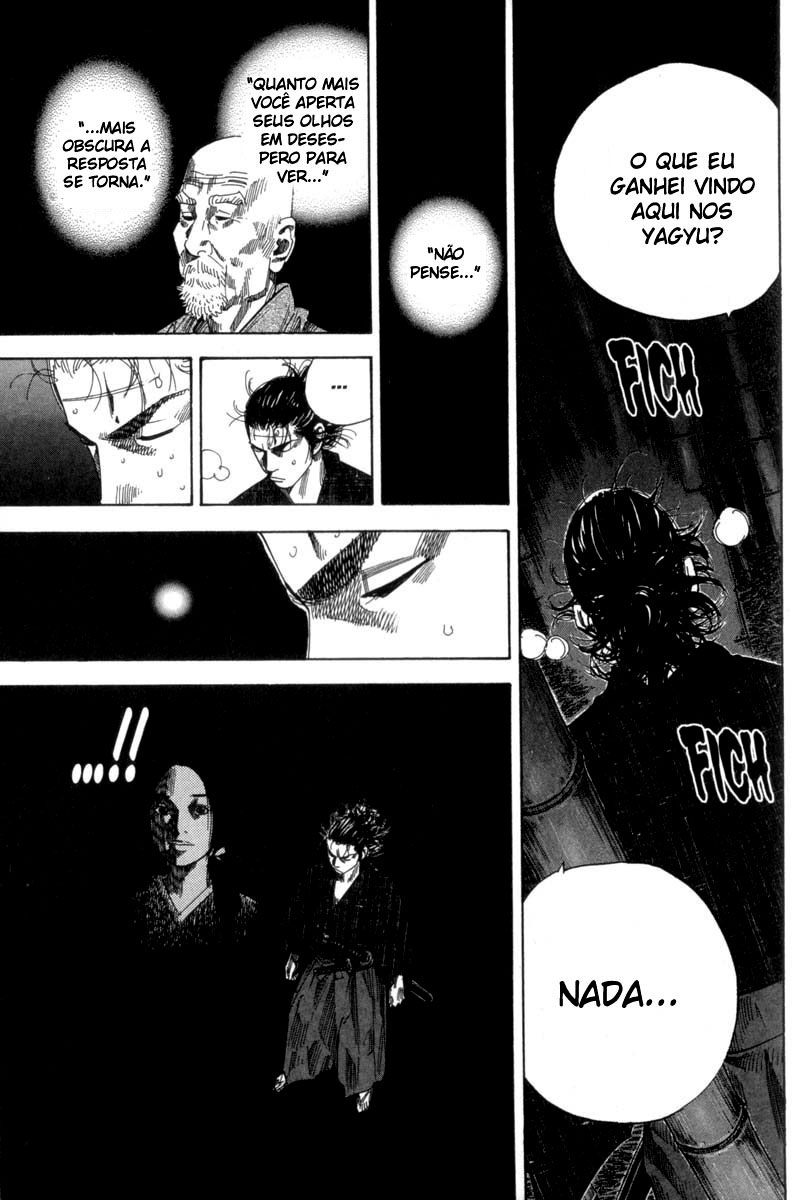 O QUE EU
GANHEI VINDO
AQUI NOS
YAGYU?
FICH
FICH
NADA...
"NÃO
PENSE..."
"QUANTO MAIS
VOCÊ APERTA
SEUS OLHOS
EM DESES-
PERO PARA
VER..."
"...MAIS
OBSCURA A
RESPOSTA
SE TORNA."
...
...!!